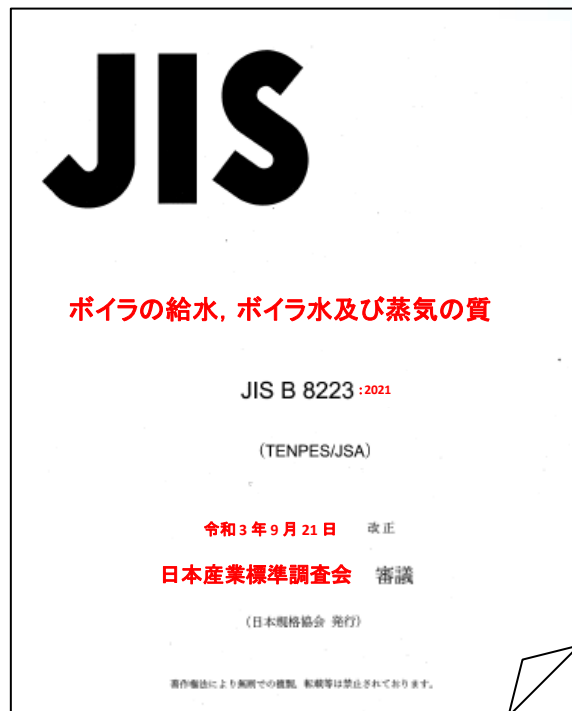 JIS
ボイラの給水，ボイラ水及び蒸気の質
JIS B 8223 :2021
（TENPES/JSA）
令和3年9月21日 改正
日本産業標準調査会 審議
（日本規格協会 発行）
著作権法により無断での複製，転載等は禁止されております。